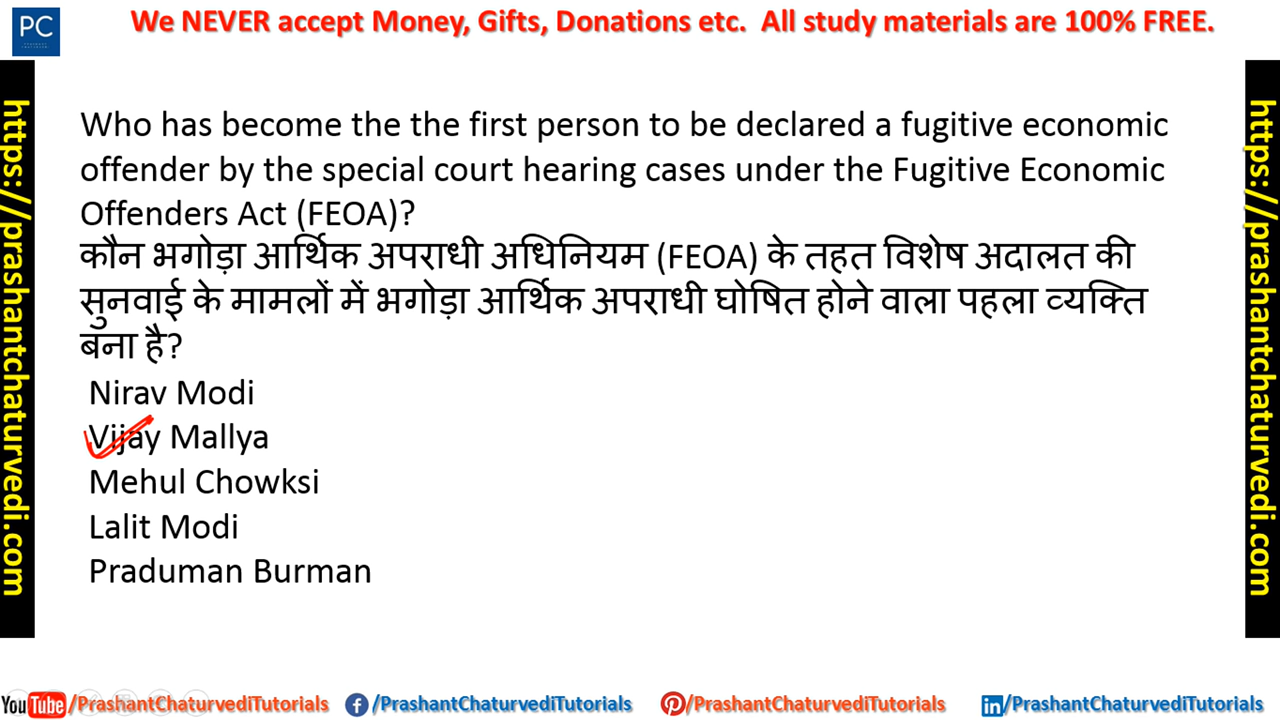 PC
We NEVER accept Money, Gifts, Donations etc. All study materials are 100% FREE.
https://prashantchaturvedi.com
https://prashantchaturvedi.com
Who has become the the first person to be declared a fugitive economic
offender by the special court hearing cases under the Fugitive Economic
Offenders Act (FEOA)?
कौन भगोड़ा आर्थिक अपराधी अधिनियम (FEOA) के तहत विशेष अदालत की
सुनवाई के मामलों में भगोड़ा आर्थिक अपराधी घोषित होने वाला पहला व्यक्ति
बना है?
Nirav Modi
Vijay Mallya
Mehul Chowksi
Lalit Modi
Praduman Burman
YouTube/PrashantChaturvediTutorials f/PrashantChaturvediTutorials /PrashantChaturvediTutorials in/PrashantChaturvediTutorials